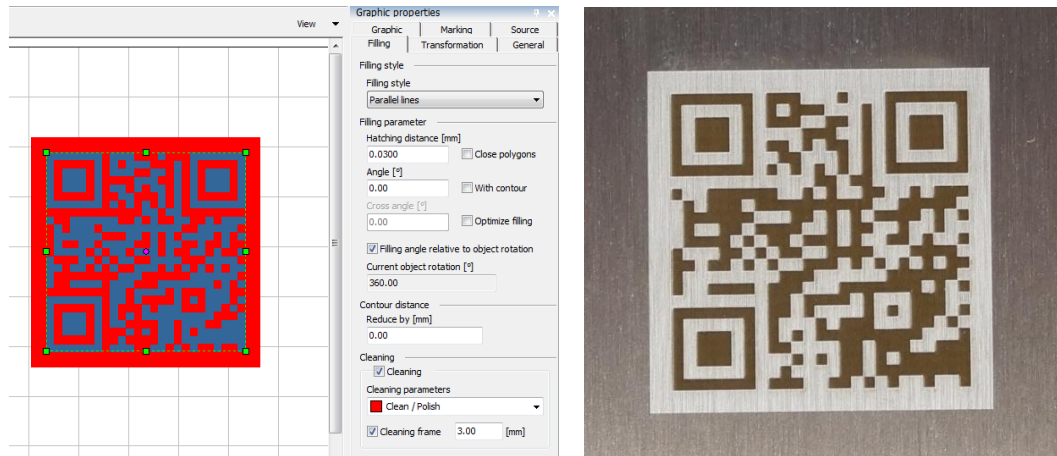 View
Graphic properties
Graphic Marking Source
Filling Transformation General
Filling style
Filling style
Parallel lines
Filling parameter
Hatching distance [mm]
0.0300 Close polygons
Angle [°]
0.00 With contour
Cross angle [°]
0.00 Optimize filling
Filling angle relative to object rotation
Current object rotation [°]
360.00
Contour distance
Reduce by [mm]
0.00
Cleaning
Cleaning
Cleaning parameters
Clean / Polish
Cleaning frame 3.00 [mm]